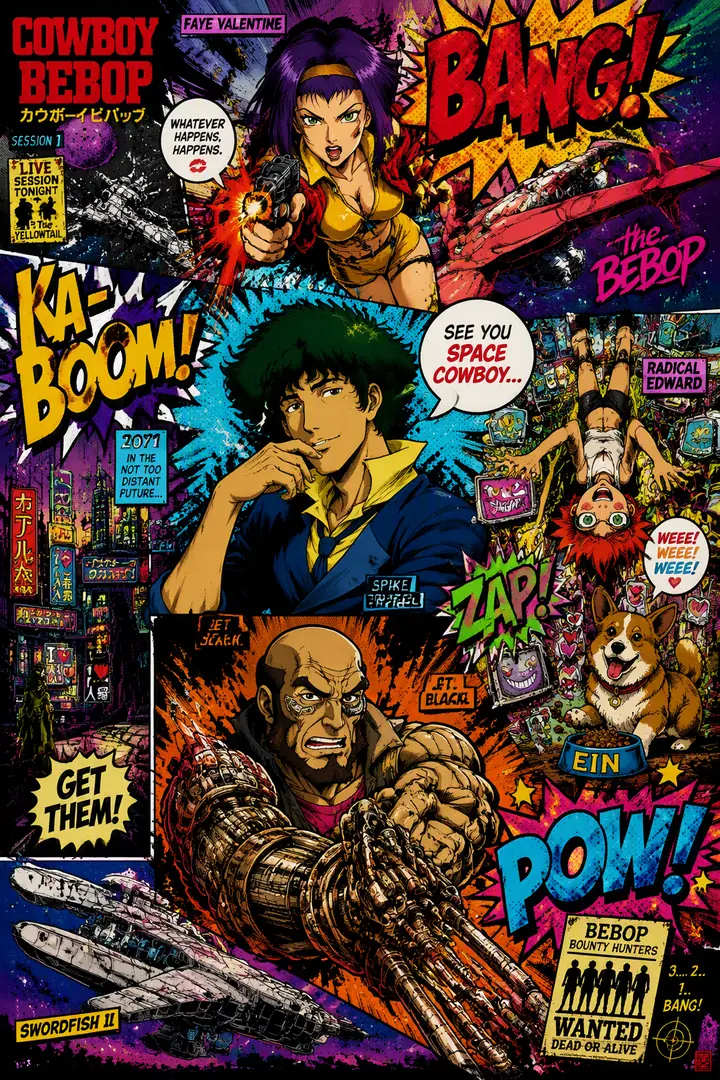 COWBOY
BEBOP
カウボーイビバップ
SESSION 1
LIVE
SESSION
TONIGHT
The
YELLOWTAIL
FAYE VALENTINE
WHATEVER
HAPPENS,
HAPPENS.
BANG!
the
BEBOP
KA-
BOOM!
2071
IN THE
NOT TOO
DISTANT
FUTURE...
SEE YOU
SPACE
COWBOY...
SPIKE
RADICAL
EDWARD
WEEE!
WEEE!
WEEE!
ZAP!
EIN
JET
BLACK
GET
THEM!
POW!
SWORDFISH II
BEBOP
BOUNTY HUNTERS
WANTED
DEAD OR ALIVE
3... 2..
1..
BANG!